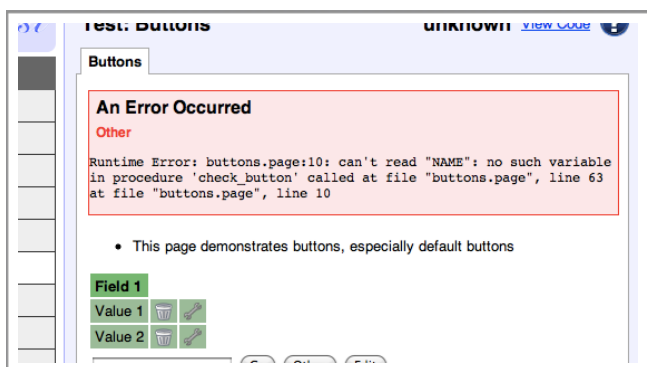 Test: Buttons unknown View Code
Buttons
An Error Occurred
Other
Runtime Error: buttons.page:10: can't read "NAME": no such variable
in procedure 'check_button' called at file "buttons.page", line 63
at file "buttons.page", line 10
• This page demonstrates buttons, especially default buttons
Field 1
Value 1
Value 2